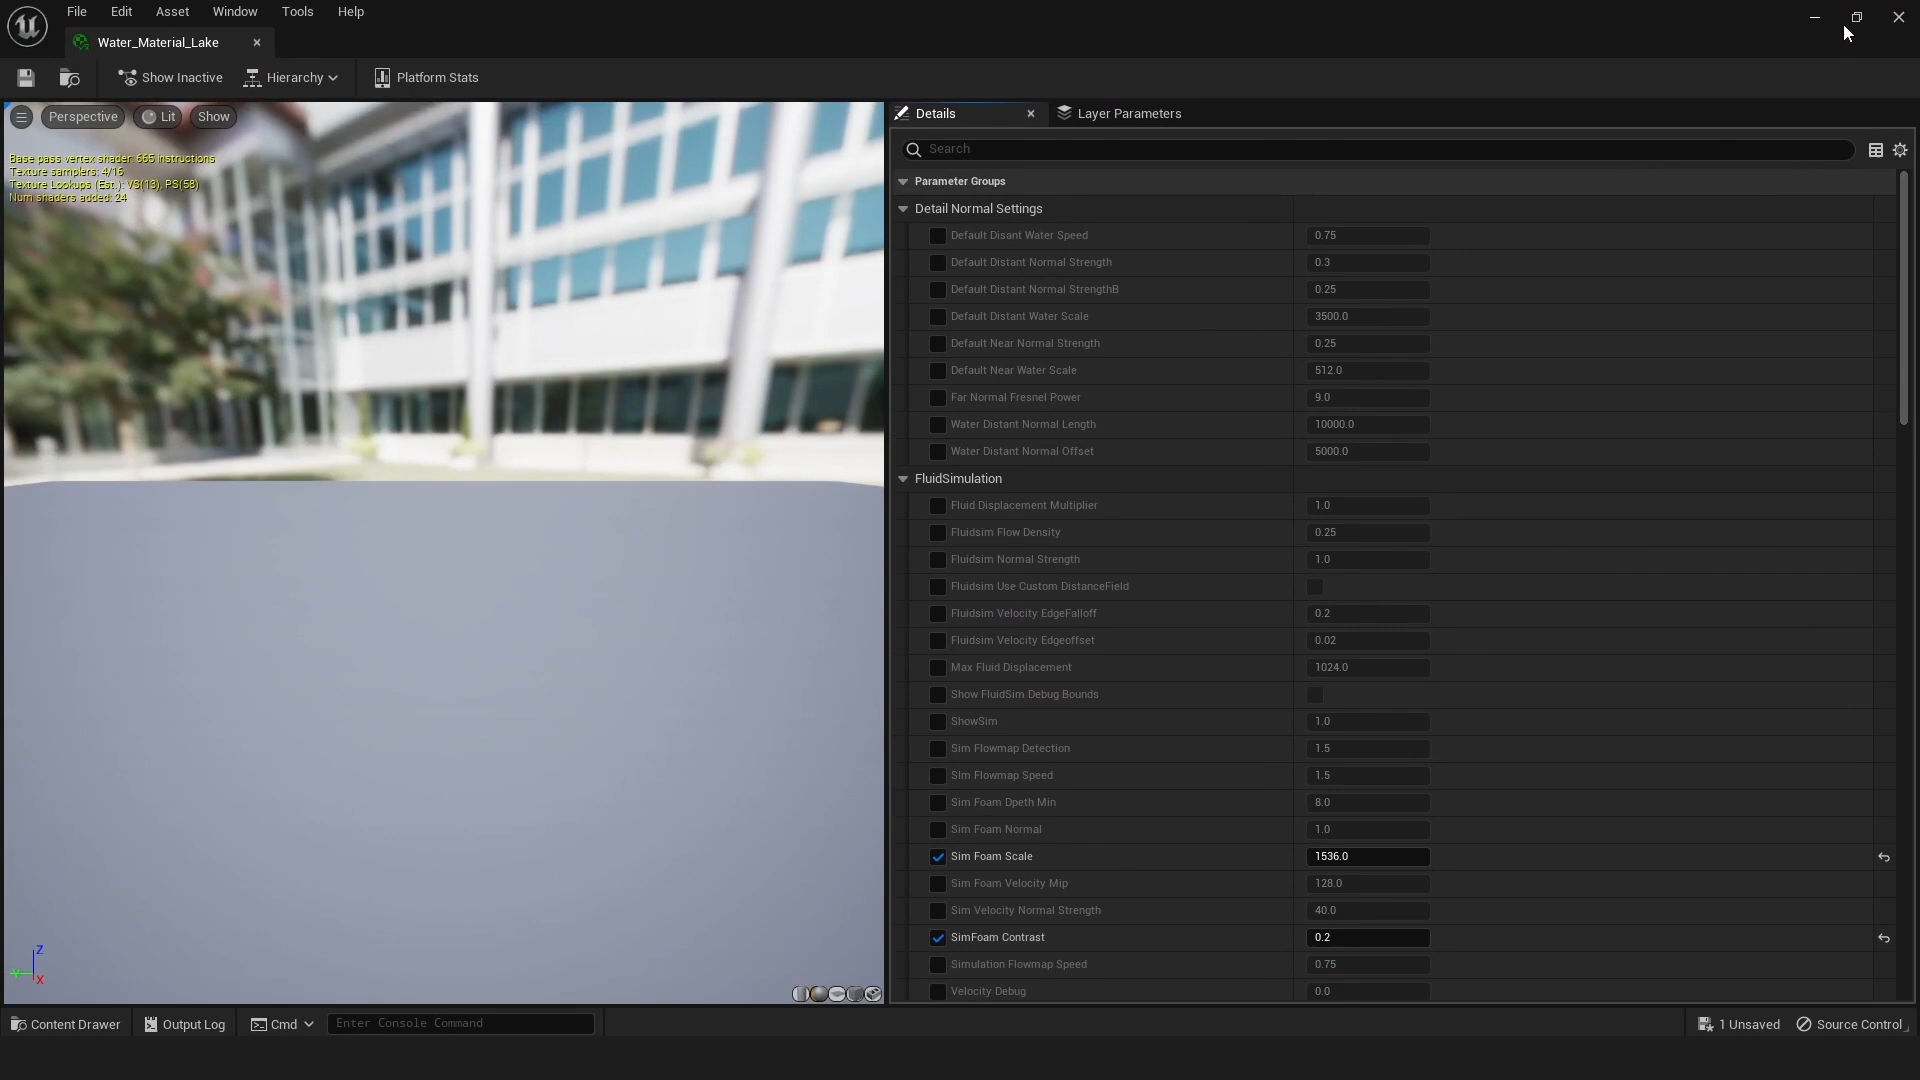 File Edit Asset Window Tools Help
Water_Material_Lake
Show Inactive Hierarchy Platform Stats
Perspective Lit Show
Base pass vertex shader: 665 instructions
Texture samplers: 4/16
Texture Lookups (Est.): VS(13), PS(58)
Num shaders added: 24
Z
Y
X
Details Layer Parameters
Search
Parameter Groups
Detail Normal Settings
Default Disant Water Speed 0.75
Default Distant Normal Strength 0.3
Default Distant Normal StrengthB 0.25
Default Distant Water Scale 3500.0
Default Near Normal Strength 0.25
Default Near Water Scale 512.0
Far Normal Fresnel Power 9.0
Water Distant Normal Length 10000.0
Water Distant Normal Offset 5000.0
FluidSimulation
Fluid Displacement Multiplier 1.0
Fluidsim Flow Density 0.25
Fluidsim Normal Strength 1.0
Fluidsim Use Custom DistanceField
Fluidsim Velocity EdgeFalloff 0.2
Fluidsim Velocity Edgeoffset 0.02
Max Fluid Displacement 1024.0
Show FluidSim Debug Bounds
ShowSim 1.0
Sim Flowmap Detection 1.5
SIm Flowmap Speed 1.5
Sim Foam Dpeth Min 8.0
Sim Foam Normal 1.0
Sim Foam Scale 1536.0
Sim Foam Velocity Mip 128.0
Sim Velocity Normal Strength 40.0
SimFoam Contrast 0.2
Simulation Flowmap Speed 0.75
Velocity Debug 0.0
Content Drawer Output Log Cmd Enter Console Command 1 Unsaved Source Control